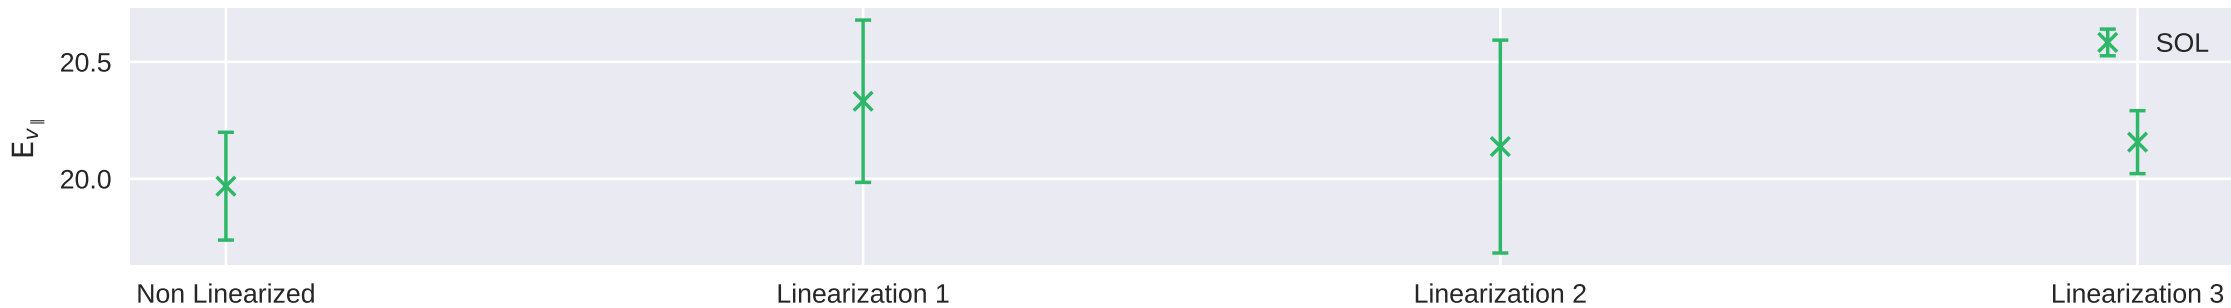 SOL
20.5
20.0
E_{v_∥}
Non Linearized
Linearization 1
Linearization 2
Linearization 3